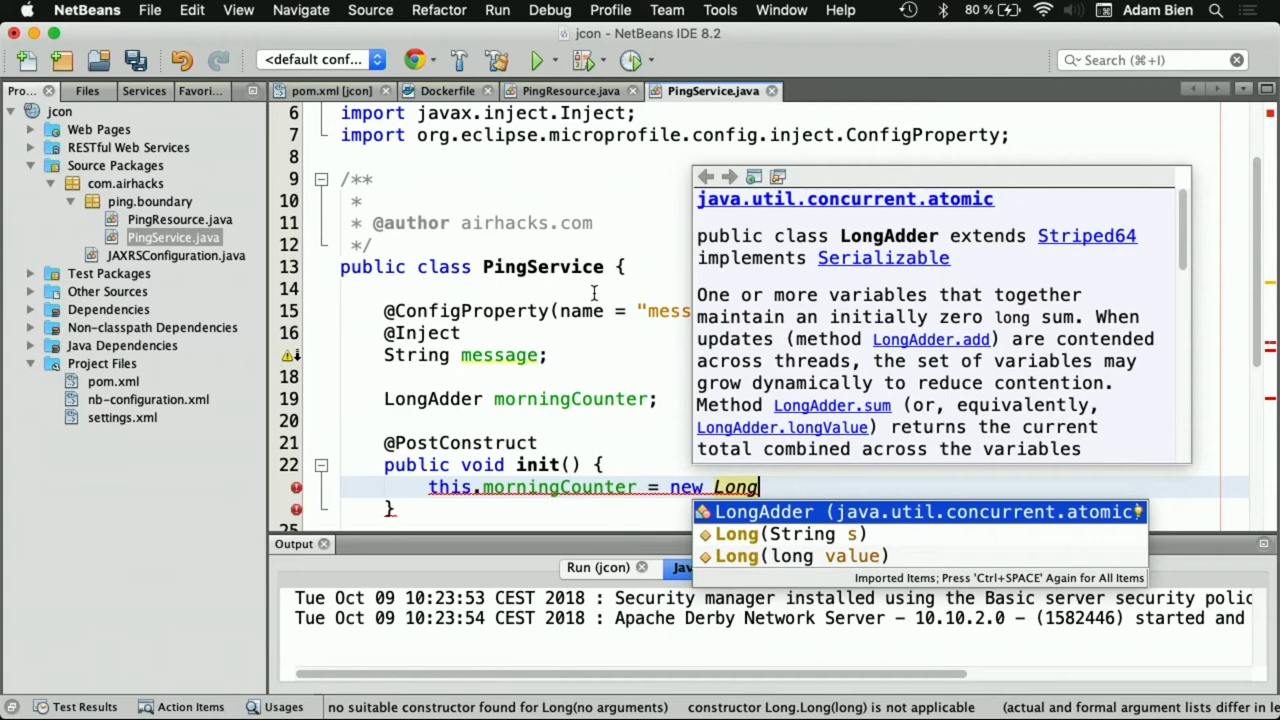 NetBeans File Edit View Navigate Source Refactor Run Debug Profile Team Tools Window Help 80 % Adam Bien
jcon - NetBeans IDE 8.2
<default conf... Search (⌘+I)
Pro... Files Services Favori... pom.xml [jcon] Dockerfile PingResource.java PingService.java
jcon
Web Pages
RESTful Web Services
Source Packages
com.airhacks
ping.boundary
PingResource.java
PingService.java
JAXRSConfiguration.java
Test Packages
Other Sources
Dependencies
Non-classpath Dependencies
Java Dependencies
Project Files
pom.xml
nb-configuration.xml
settings.xml
6 import javax.inject.Inject;
7 import org.eclipse.microprofile.config.inject.ConfigProperty;
8
9 /**
10 *
11 * @author airhacks.com
12 */
13 public class PingService {
14
15 @ConfigProperty(name = "mess
16 @Inject
String message;
18
19 LongAdder morningCounter;
20
21 @PostConstruct
22 public void init() {
this.morningCounter = new Long
}
25
java.util.concurrent.atomic
public class LongAdder extends Striped64
implements Serializable
One or more variables that together
maintain an initially zero long sum. When
updates (method LongAdder.add) are contended
across threads, the set of variables may
grow dynamically to reduce contention.
Method LongAdder.sum (or, equivalently,
LongAdder.longValue) returns the current
total combined across the variables
LongAdder (java.util.concurrent.atomic
Long(String s)
Long(long value)
Imported Items; Press 'Ctrl+SPACE' Again for All Items
Output
Run (jcon) Jav
Tue Oct 09 10:23:53 CEST 2018 : Security manager installed using the Basic server security polic
Tue Oct 09 10:23:54 CEST 2018 : Apache Derby Network Server - 10.10.2.0 - (1582446) started and
Test Results Action Items Usages no suitable constructor found for Long(no arguments) constructor Long.Long(long) is not applicable (actual and formal argument lists differ in le